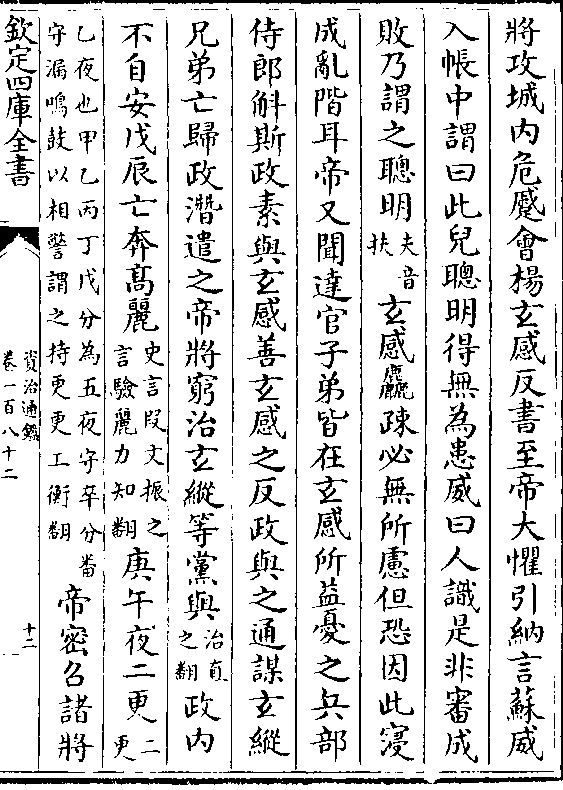 將攻城内危蹙會楊玄感反書至帝大懼引納言蘇威
入帳中謂曰此兒聰明得無為患威曰人識是非審成
敗乃謂之聰明夫音扶玄感麤疎必無所慮但恐因此寖
成亂階耳帝又聞達官子弟皆在玄感所益憂之兵部
侍郎斛斯政素與玄感善玄感之反政與之通謀玄縱
兄弟亡歸政潛遣之帝將窮治玄縱等黨與治直之翻政内
不自安戊辰亡奔髙麗史言段文振之言驗麗力知翻庚午夜二更二更
乙夜也甲乙丙丁戊分為五夜守卒分畨守漏鳴鼓以相警謂之持更更工衡翻帝密召諸將
欽定四庫全書
資治通鑑
卷一百八十二
十二